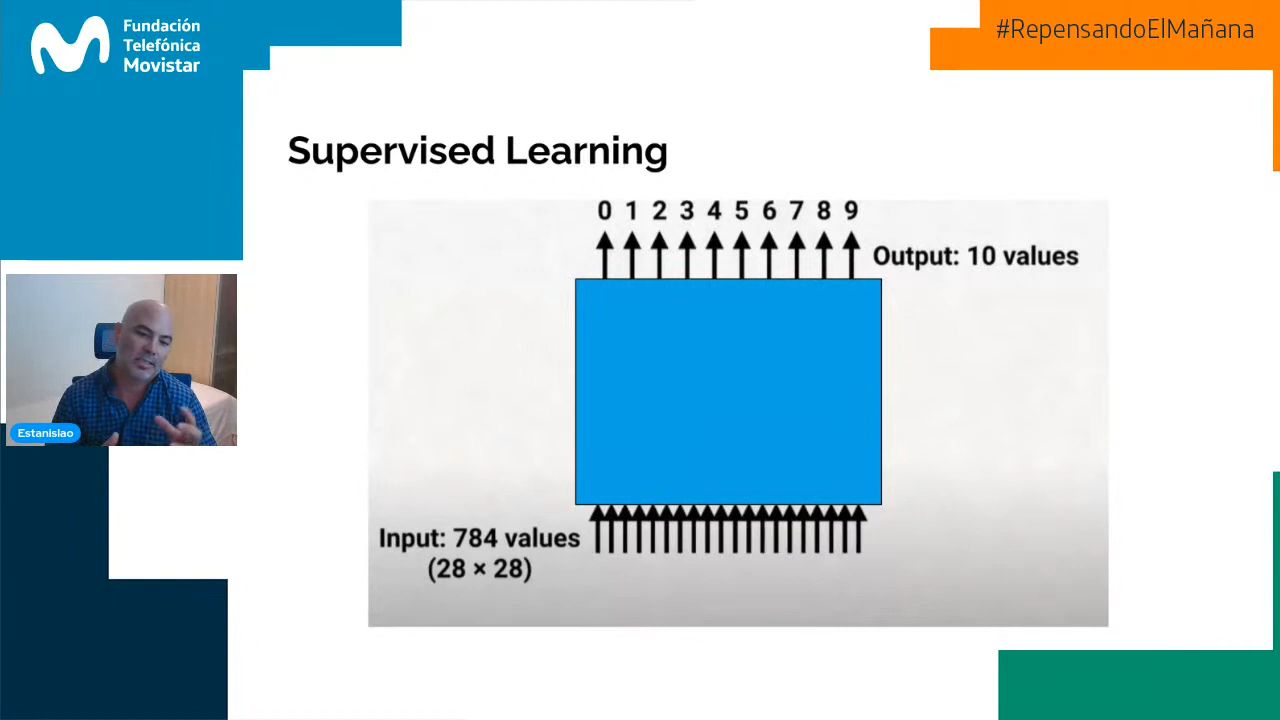 Fundación
Telefónica
Movistar
#RepensandoElMañana
Supervised Learning
0 1 2 3 4 5 6 7 8 9
Output: 10 values
Estanislao
Input: 784 values
(28 × 28)